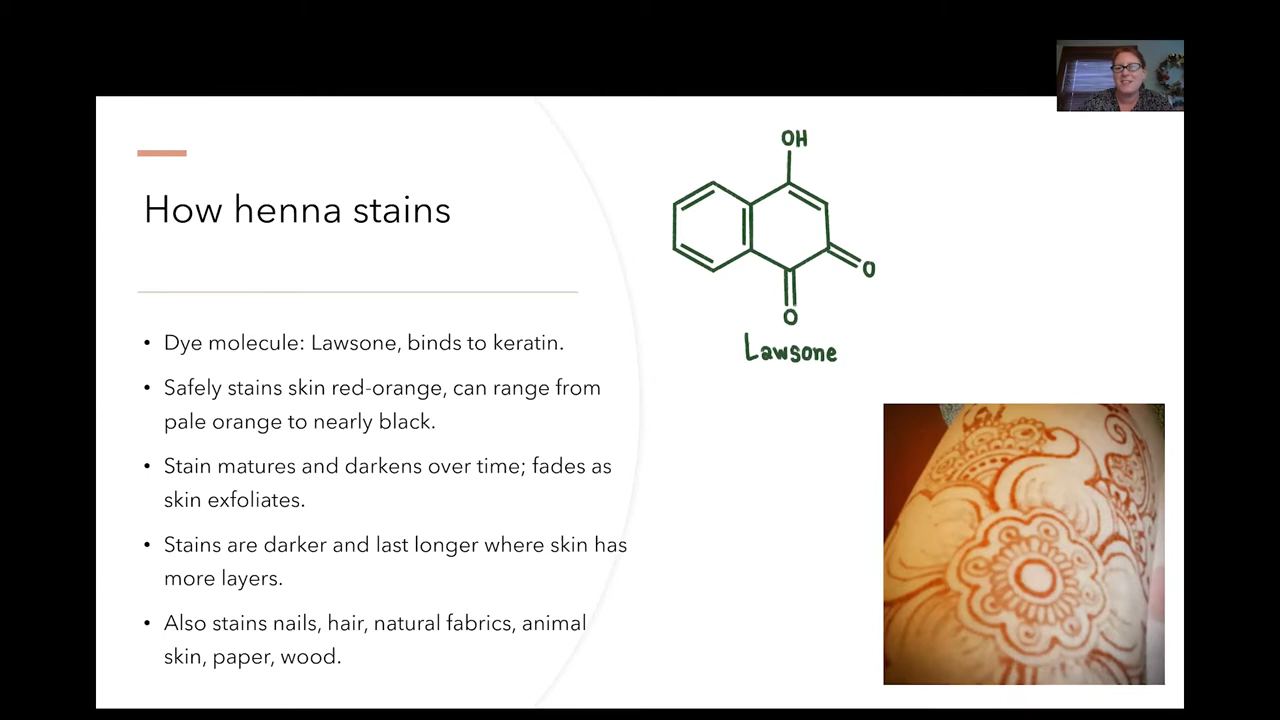 How henna stains
• Dye molecule: Lawsone, binds to keratin.
• Safely stains skin red-orange, can range from
pale orange to nearly black.
• Stain matures and darkens over time; fades as
skin exfoliates.
• Stains are darker and last longer where skin has
more layers.
• Also stains nails, hair, natural fabrics, animal
skin, paper, wood.
OH
O
O
Lawsone